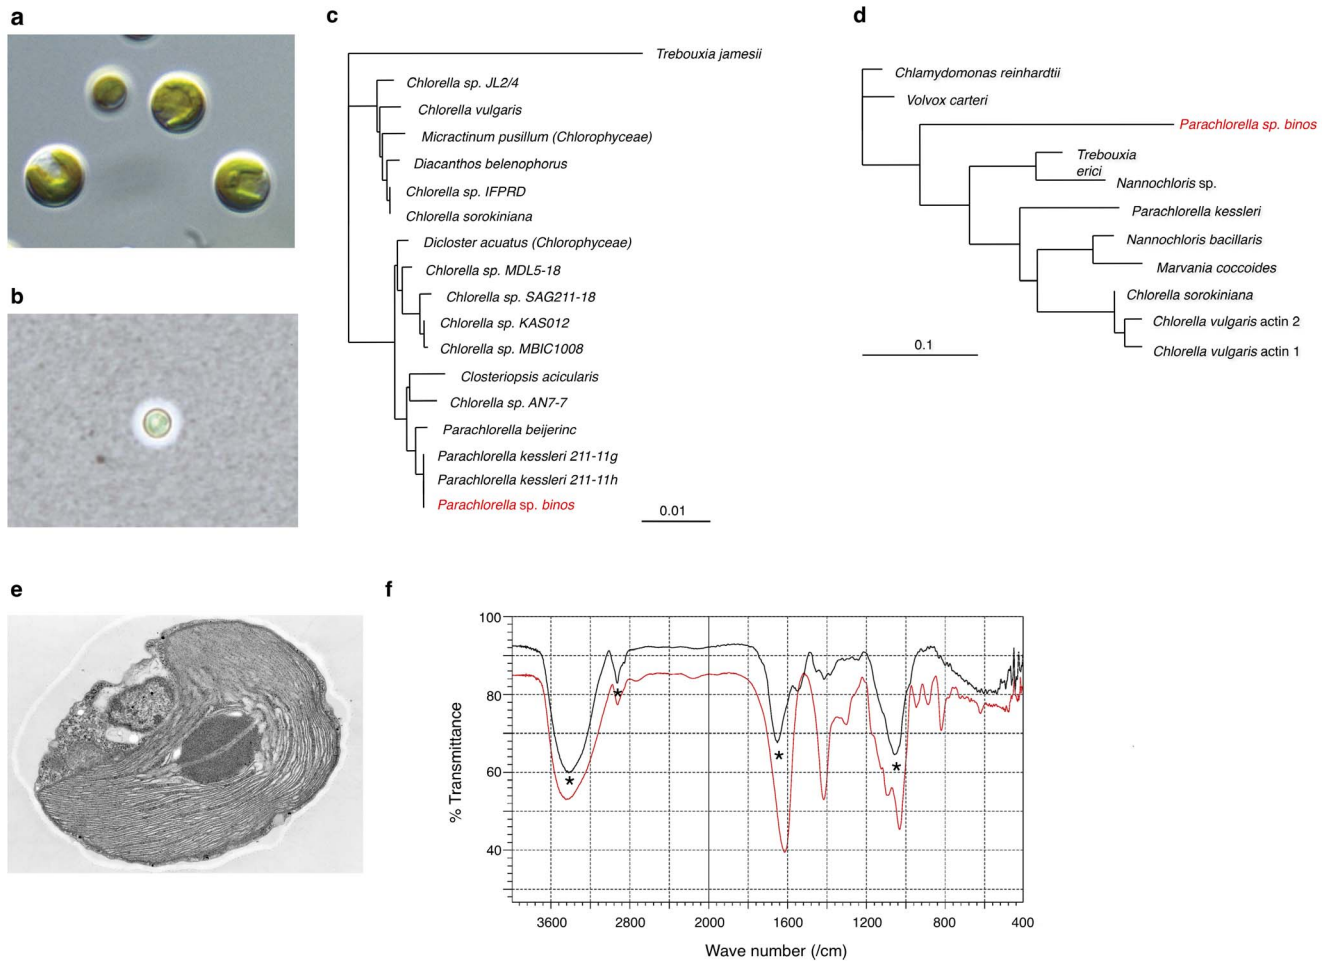 a
b
c
Trebouxia jamesii
Chlorella sp. JL2/4
Chlorella vulgaris
Micractinum pusillum (Chlorophyceae)
Diacanthos belenophorus
Chlorella sp. IFPRD
Chlorella sorokiniana
Dicloster acuatus (Chlorophyceae)
Chlorella sp. MDL5-18
Chlorella sp. SAG211-18
Chlorella sp. KAS012
Chlorella sp. MBIC1008
Closteriopsis acicularis
Chlorella sp. AN7-7
Parachlorella beijerinc
Parachlorella kessleri 211-11g
Parachlorella kessleri 211-11h
Parachlorella sp. binos
0.01
d
Chlamydomonas reinhardtii
Volvox carteri
Parachlorella sp. binos
Trebouxia
erici
Nannochloris sp.
Parachlorella kessleri
Nannochloris bacillaris
Marvania coccoides
Chlorella sorokiniana
Chlorella vulgaris actin 2
Chlorella vulgaris actin 1
0.1
e
f
100
80
60
40
% Transmittance
* * * *
3600 2800 2000 1600 1200 800 400
Wave number (/cm)